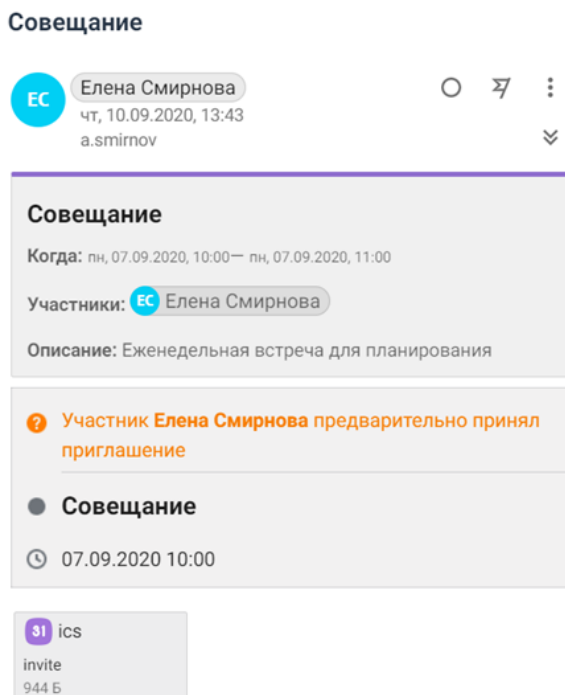 Совещание
ЕС
Елена Смирнова
чт, 10.09.2020, 13:43
a.smirnov
Совещание
Когда: пн, 07.09.2020, 10:00— пн, 07.09.2020, 11:00
Участники: ЕС Елена Смирнова
Описание: Еженедельная встреча для планирования
? Участник Елена Смирнова предварительно принял
приглашение
Совещание
07.09.2020 10:00
31 ics
invite
944 Б